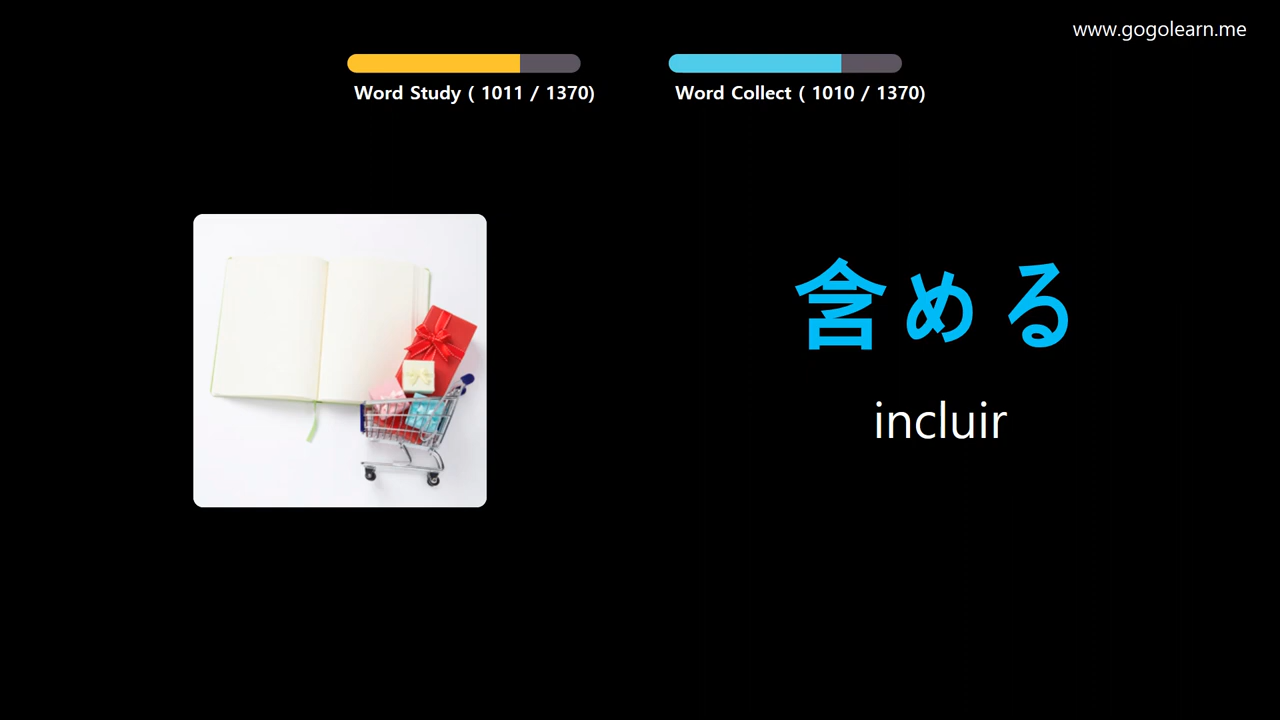 www.gogolearn.me
Word Study ( 1011 / 1370)
Word Collect ( 1010 / 1370)
含める
incluir